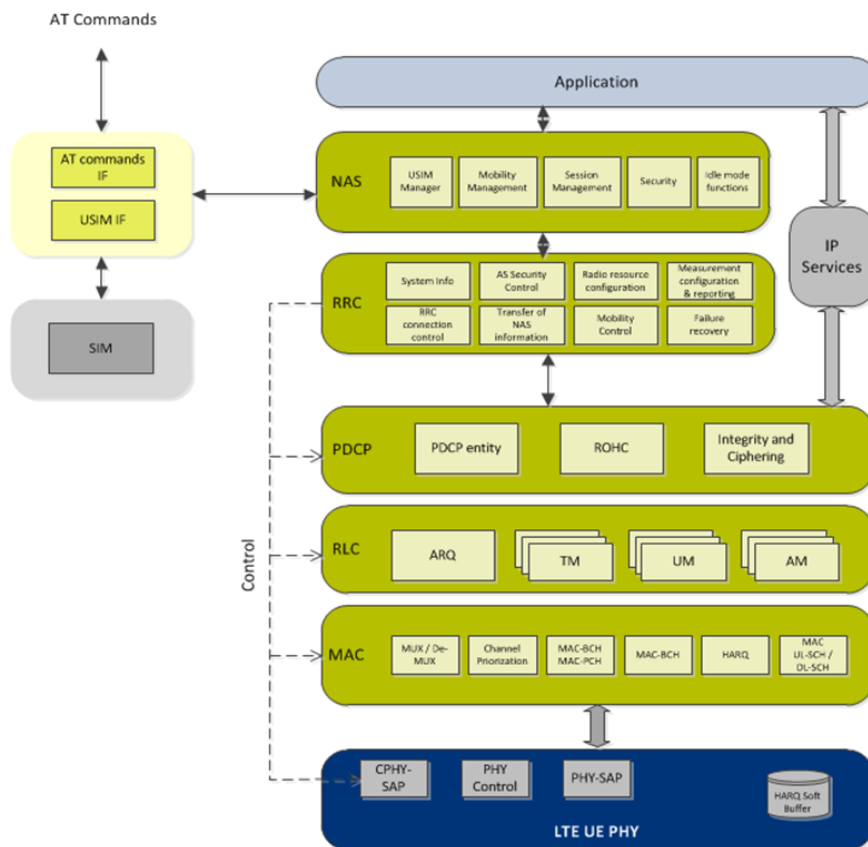 AT Commands
Application
AT commands
IF
USIM IF
SIM
NAS
USIM
Manager
Mobility
Management
Session
Management
Security
Idle mode
functions
IP
Services
RRC
System Info
AS Security
Control
Radio resource
configuration
Measurement
configuration
& reporting
RRC
connection
control
Transfer of
NAS
information
Mobility
Control
Failure
recovery
PDCP
PDCP entity
ROHC
Integrity and
Ciphering
Control
RLC
ARQ
TM
UM
AM
MAC
MUX / De-
MUX
Channel
Priorization
MAC-BCH
MAC-PCH
MAC-BCH
HARQ
MAC
UL-SCH /
DL-SCH
CPHY-
SAP
PHY
Control
PHY-SAP
HARQ Soft
Buffer
LTE UE PHY